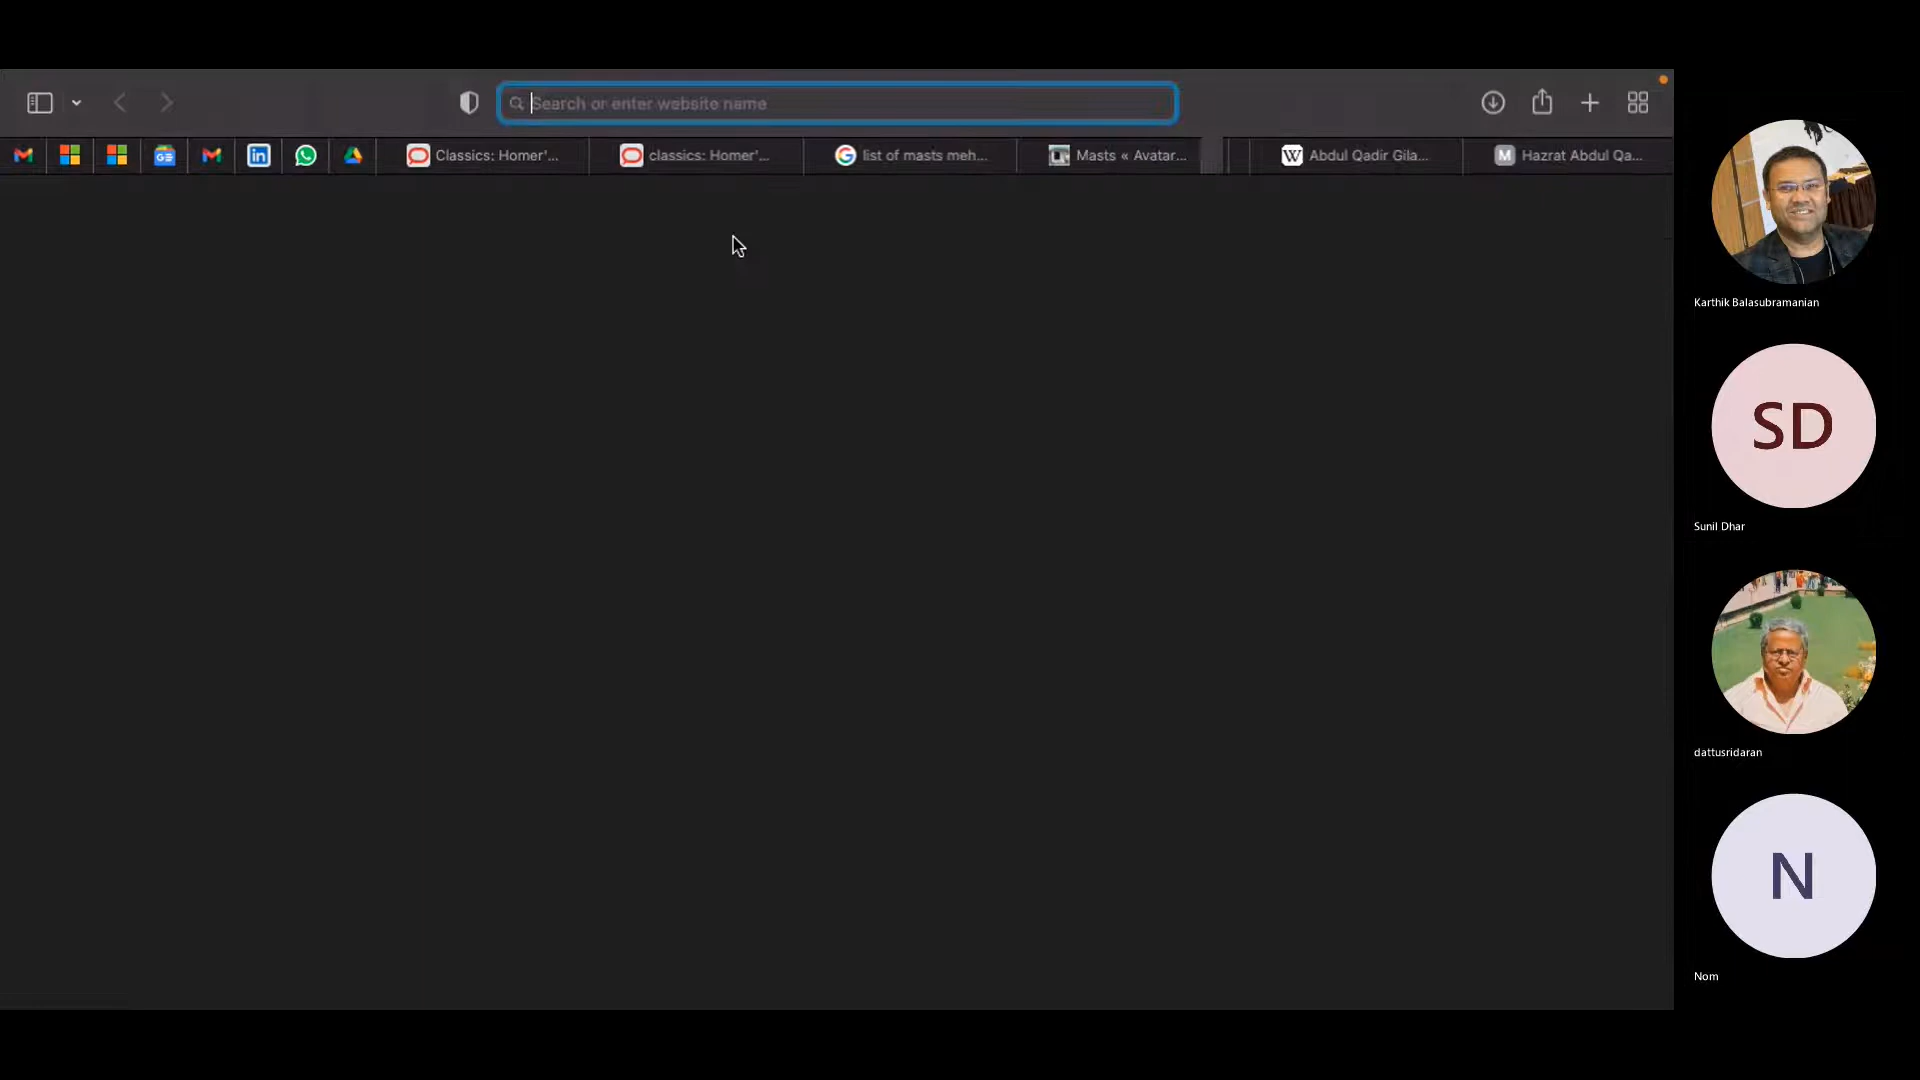 Search or enter website name
Classics: Homer'...
classics: Homer'...
list of masts meh...
Masts « Avatar...
Abdul Qadir Gila...
Hazrat Abdul Qa...
Karthik Balasubramanian
SD
Sunil Dhar
dattusridaran
N
Nom